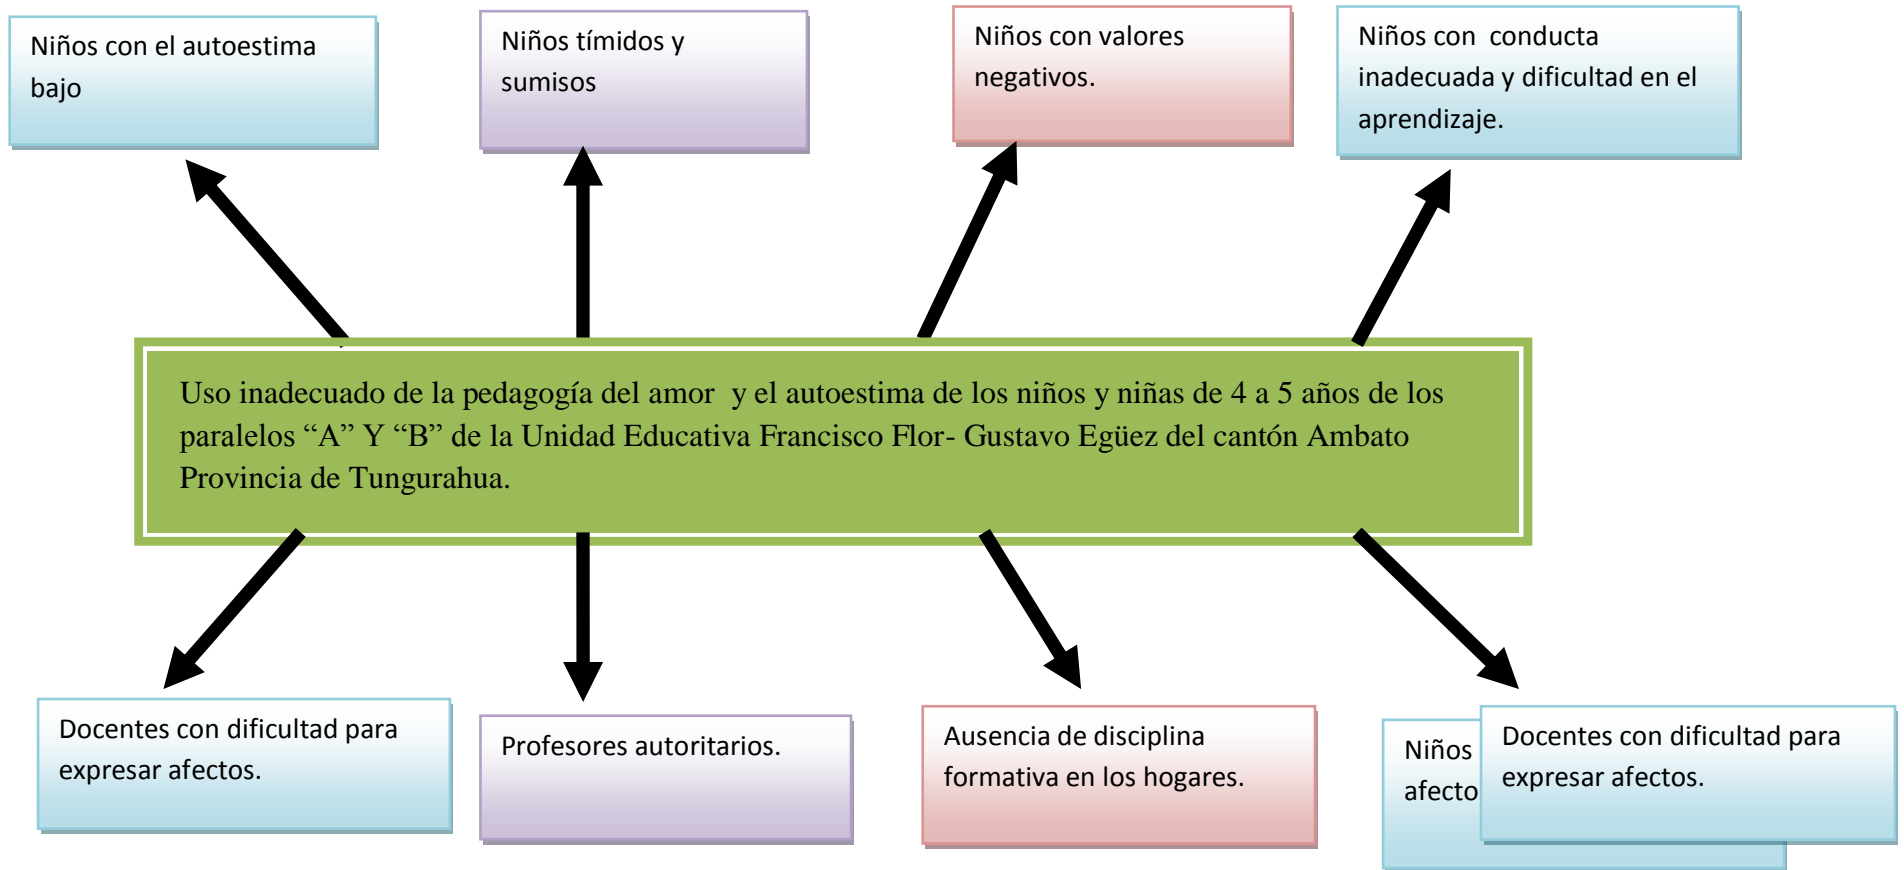 Niños con el autoestima
bajo
Niños tímidos y
sumisos
Niños con valores
negativos.
Niños con  conducta
inadecuada y dificultad en el
aprendizaje.
Uso inadecuado de la pedagogía del amor  y el autoestima de los niños y niñas de 4 a 5 años de los
paralelos “A” Y “B” de la Unidad Educativa Francisco Flor- Gustavo Egüez del cantón Ambato
Provincia de Tungurahua.
Docentes con dificultad para
expresar afectos.
Profesores autoritarios.
Ausencia de disciplina
formativa en los hogares.
Niños
afecto
Docentes con dificultad para
expresar afectos.